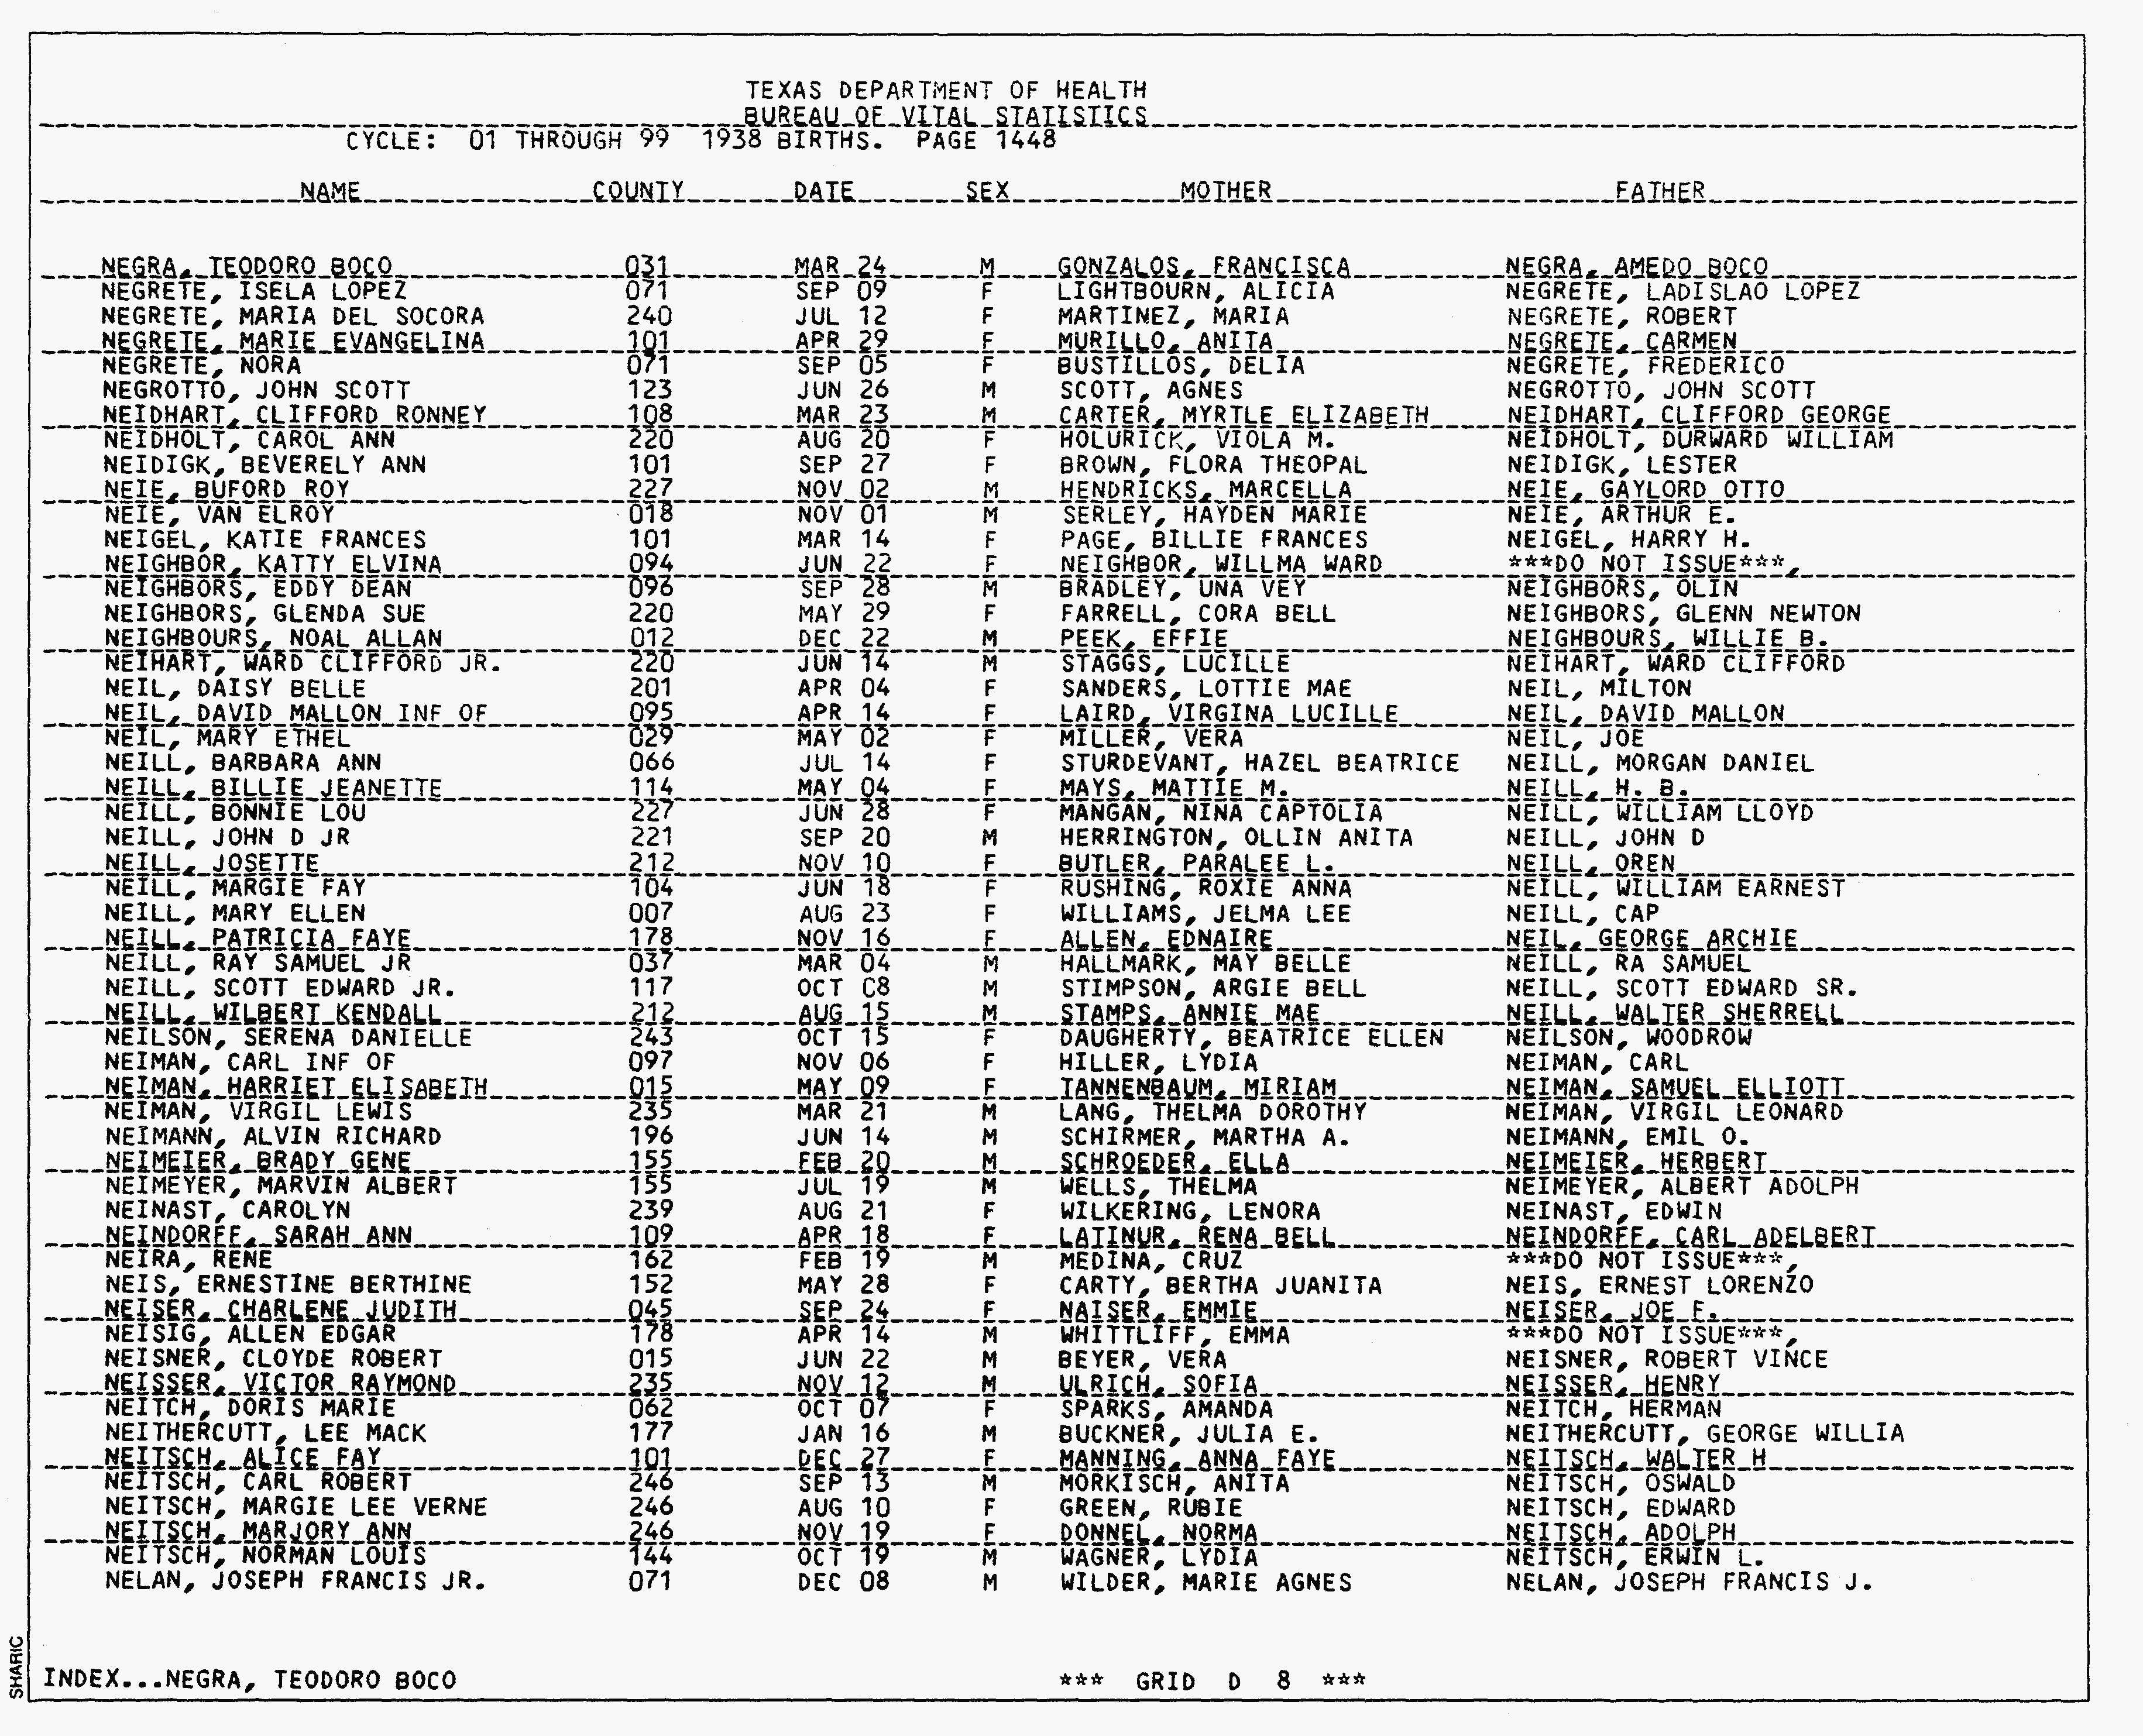 TEXAS DEPARTMENT OF HEALTH
BUREAU OF VITAL STATISTICS
CYCLE: 01 THROUGH 99 1938 BIRTHS. PAGE 1448
NAME COUNTY DATE SEX MOTHER FATHER
NEGRA, TEODORO BOCO 031 MAR 24 M GONZALOS, FRANCISCA NEGRA, AMEDO BOCO
NEGRETE, ISELA LOPEZ 071 SEP 09 F LIGHTBOURN, ALICIA NEGRETE, LADISLAO LOPEZ
NEGRETE, MARIA DEL SOCORA 240 JUL 12 F MARTINEZ, MARIA NEGRETE, ROBERT
NEGRETE, MARIE EVANGELINA 101 APR 29 F MURILLO, ANITA NEGRETE, CARMEN
NEGRETE, NORA 071 SEP 05 F BUSTILLOS, DELIA NEGRETE, FREDERICO
NEGROTTO, JOHN SCOTT 123 JUN 26 M SCOTT, AGNES NEGROTTO, JOHN SCOTT
NEIDHART, CLIFFORD RONNEY 108 MAR 23 M CARTER, MYRTLE ELIZABETH NEIDHART, CLIFFORD GEORGE
NEIDHOLT, CAROL ANN 220 AUG 20 F HOLURICK, VIOLA M. NEIDHOLT, DURWARD WILLIAM
NEIDIGK, BEVERELY ANN 101 SEP 27 F BROWN, FLORA THEOPAL NEIDIGK, LESTER
NEIE, BUFORD ROY 227 NOV 02 M HENDRICKS, MARCELLA NEIE, GAYLORD OTTO
NEIE, VAN ELROY 018 NOV 01 M SERLEY, HAYDEN MARIE NEIE, ARTHUR E.
NEIGEL, KATIE FRANCES 101 MAR 14 F PAGE, BILLIE FRANCES NEIGEL, HARRY H.
NEIGHBOR, KATTY ELVINA 094 JUN 22 F NEIGHBOR, WILLMA WARD ***DO NOT ISSUE***,
NEIGHBORS, EDDY DEAN 096 SEP 28 M BRADLEY, UNA VEY NEIGHBORS, OLIN
NEIGHBORS, GLENDA SUE 220 MAY 29 F FARRELL, CORA BELL NEIGHBORS, GLENN NEWTON
NEIGHBOURS, NOAL ALLAN 012 DEC 22 M PEEK, EFFIE NEIGHBOURS, WILLIE B.
NEIHART, WARD CLIFFORD JR. 220 JUN 14 M STAGGS, LUCILLE NEIHART, WARD CLIFFORD
NEIL, DAISY BELLE 201 APR 04 F SANDERS, LOTTIE MAE NEIL, MILTON
NEIL, DAVID MALLON INF OF 095 APR 14 F LAIRD, VIRGINA LUCILLE NEIL, DAVID MALLON
NEIL, MARY ETHEL 029 MAY 02 F MILLER, VERA NEIL, JOE
NEILL, BARBARA ANN 066 JUL 14 F STURDEVANT, HAZEL BEATRICE NEILL, MORGAN DANIEL
NEILL, BILLIE JEANETTE 114 MAY 04 F MAYS, MATTIE M. NEILL, H. B.
NEILL, BONNIE LOU 227 JUN 28 F MANGAN, NINA CAPTOLIA NEILL, WILLIAM LLOYD
NEILL, JOHN D JR 221 SEP 20 M HERRINGTON, OLLIN ANITA NEILL, JOHN D
NEILL, JOSETTE 212 NOV 10 F BUTLER, PARALEE L. NEILL, OREN
NEILL, MARGIE FAY 104 JUN 18 F RUSHING, ROXIE ANNA NEILL, WILLIAM EARNEST
NEILL, MARY ELLEN 007 AUG 23 F WILLIAMS, JELMA LEE NEILL, CAP
NEILL, PATRICIA FAYE 178 NOV 16 F ALLEN, EDNAIRE NEIL, GEORGE ARCHIE
NEILL, RAY SAMUEL JR 037 MAR 04 M HALLMARK, MAY BELLE NEILL, RA SAMUEL
NEILL, SCOTT EDWARD JR. 117 OCT C8 M STIMPSON, ARGIE BELL NEILL, SCOTT EDWARD SR.
NEILL, WILBERT KENDALL 212 AUG 15 M STAMPS, ANNIE MAE NEILL, WALTER SHERRELL
NEILSON, SERENA DANIELLE 243 OCT 15 F DAUGHERTY, BEATRICE ELLEN NEILSON, WOODROW
NEIMAN, CARL INF OF 097 NOV 06 F HILLER, LYDIA NEIMAN, CARL
NEIMAN, HARRIET ELISABETH 015 MAY 09 F TANNENBAUM, MIRIAM NEIMAN, SAMUEL ELLIOTT
NEIMAN, VIRGIL LEWIS 235 MAR 21 M LANG, THELMA DOROTHY NEIMAN, VIRGIL LEONARD
NEIMANN, ALVIN RICHARD 196 JUN 14 M SCHIRMER, MARTHA A. NEIMANN, EMIL O.
NEIMEIER, BRADY GENE 155 FEB 20 M SCHROEDER, ELLA NEIMEIER, HERBERT
NEIMEYER, MARVIN ALBERT 155 JUL 19 M WELLS, THELMA NEIMEYER, ALBERT ADOLPH
NEINAST, CAROLYN 239 AUG 21 F WILKERING, LENORA NEINAST, EDWIN
NEINDORFF, SARAH ANN 109 APR 18 F LATINUR, RENA BELL NEINDORFF, CARL ADELBERT
NEIRA, RENE 162 FEB 19 M MEDINA, CRUZ ***DO NOT ISSUE***,
NEIS, ERNESTINE BERTHINE 152 MAY 28 F CARTY, BERTHA JUANITA NEIS, ERNEST LORENZO
NEISER, CHARLENE JUDITH 045 SEP 24 F NAISER, EMMIE NEISER, JOE F.
NEISIG, ALLEN EDGAR 178 APR 14 M WHITTLIFF, EMMA ***DO NOT ISSUE***,
NEISNER, CLOYDE ROBERT 015 JUN 22 M BEYER, VERA NEISNER, ROBERT VINCE
NEISSER, VICTOR RAYMOND 235 NOV 12 M ULRICH, SOFIA NEISSER, HENRY
NEITCH, DORIS MARIE 062 OCT 07 F SPARKS, AMANDA NEITCH, HERMAN
NEITHERCUTT, LEE MACK 177 JAN 16 M BUCKNER, JULIA E. NEITHERCUTT, GEORGE WILLIA
NEITSCH, ALICE FAY 101 DEC 27 F MANNING, ANNA FAYE NEITSCH, WALTER H
NEITSCH, CARL ROBERT 246 SEP 13 M MORKISCH, ANITA NEITSCH, OSWALD
NEITSCH, MARGIE LEE VERNE 246 AUG 10 F GREEN, RUBIE NEITSCH, EDWARD
NEITSCH, MARJORY ANN 246 NOV 19 F DONNEL, NORMA NEITSCH, ADOLPH
NEITSCH, NORMAN LOUIS 144 OCT 19 M WAGNER, LYDIA NEITSCH, ERWIN L.
NELAN, JOSEPH FRANCIS JR. 071 DEC 08 M WILDER, MARIE AGNES NELAN, JOSEPH FRANCIS J.
SHARIC
INDEX...NEGRA, TEODORO BOCO *** GRID D 8 ***